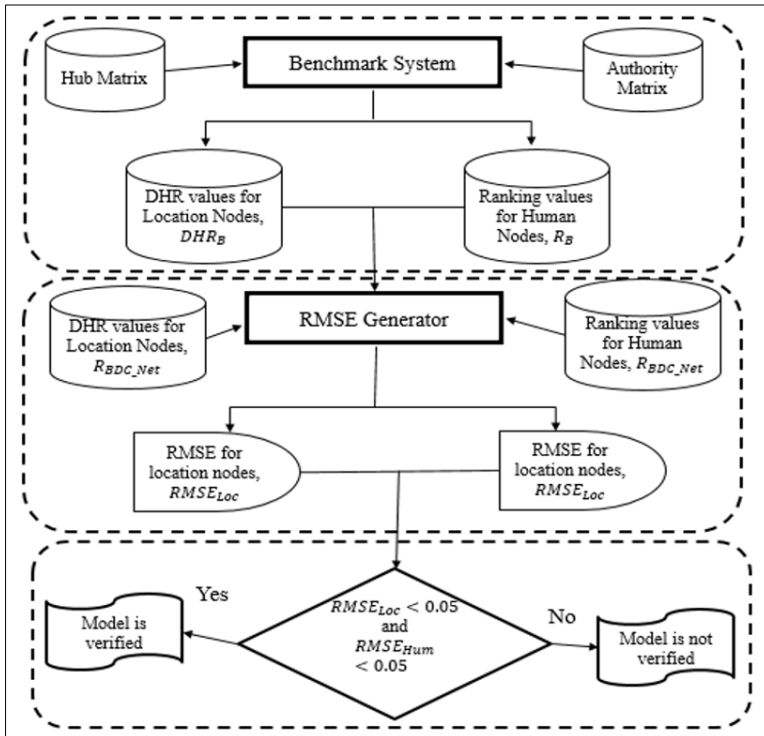 Hub Matrix
Benchmark System
Authority
Matrix
DHR values for
Location Nodes,
DHR_B
Ranking values
for Human
Nodes, R_B
DHR values for
Location Nodes,
R_BDC_Net
RMSE Generator
Ranking values
for Human
Nodes, R_BDC_Net
RMSE for
location nodes,
RMSE_Loc
RMSE for
location nodes,
RMSE_Loc
Yes
Model is
verified
RMSE_Loc < 0.05
and
RMSE_Hum
< 0.05
No
Model is not
verified